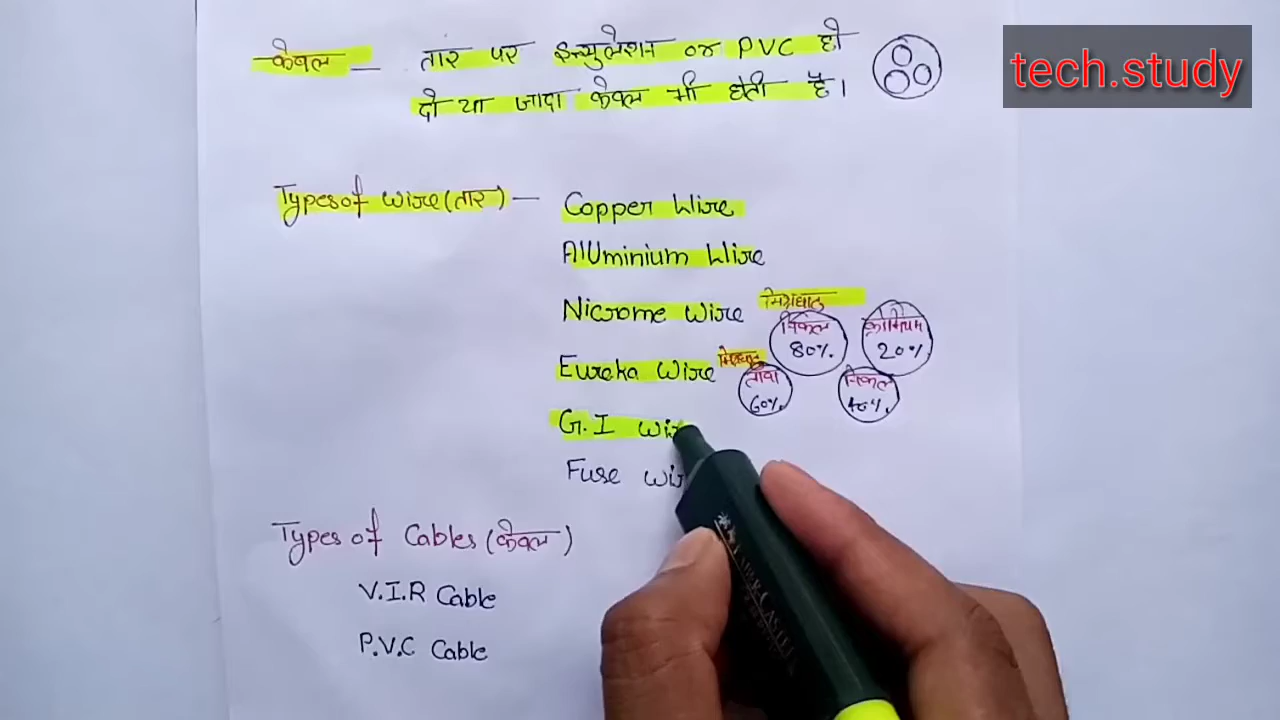 tech.study
केबल — तार पर इन्सुलेशन or PVC हो
दो या जादा केबल भी होती है।
Types of wire (तार) — Copper Wire
Aluminium Wire
Nicrome Wire मिश्रधातु
निकल 80% क्रोमियम 20%
Eureka Wire मिश्रधातु
तांबा 60% निकल 40%
G.I
Fuse
Types of Cables (केबल)
V.I.R Cable
P.V.C Cable